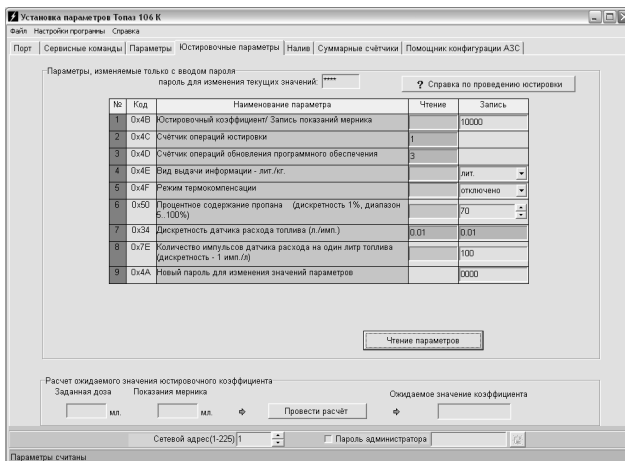 Установка параметров Топаз 106 К
Файл Настройки программы Справка
Порт Сервисные команды Параметры Юстировочные параметры Налив Суммарные счётчики Помощник конфигурации АЗС
Параметры, изменяемые только с вводом пароля
пароль для изменения текущих значений: ****
? Справка по проведению юстировки
№ Код Наименование параметра Чтение Запись
1 0x4B Юстировочный коэффициент/ Запись показаний мерника 10000
2 0x4C Счётчик операций юстировки 1
3 0x4D Счётчик операций обновления программного обеспечения 3
4 0x4E Вид выдачи информации - лит./кг. лит.
5 0x4F Режим термокомпенсации отключено
6 0x50 Процентное содержание пропана (дискретность 1%, диапазон 5..100%) 70
7 0x34 Дискретность датчика расхода топлива (л./имп.) 0.01 0.01
8 0x7E Количество импульсов датчика расхода на один литр топлива (дискретность - 1 имп./л) 100
9 0x4A Новый пароль для изменения значений параметров 0000
Чтение параметров
Расчет ожидаемого значения юстировочного коэффициента
Заданная доза Показания мерника Ожидаемое значение коэффициента
мл. мл. Провести расчёт
Сетевой адрес(1-225) 1 Пароль администратора
Параметры считаны